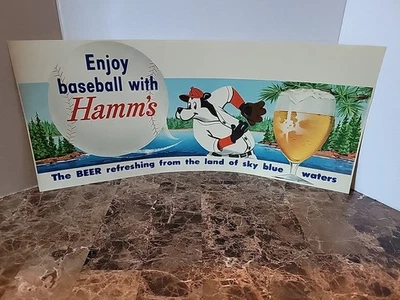 Enjoy
baseball with
Hamm's
The BEER refreshing from the land of sky blue waters